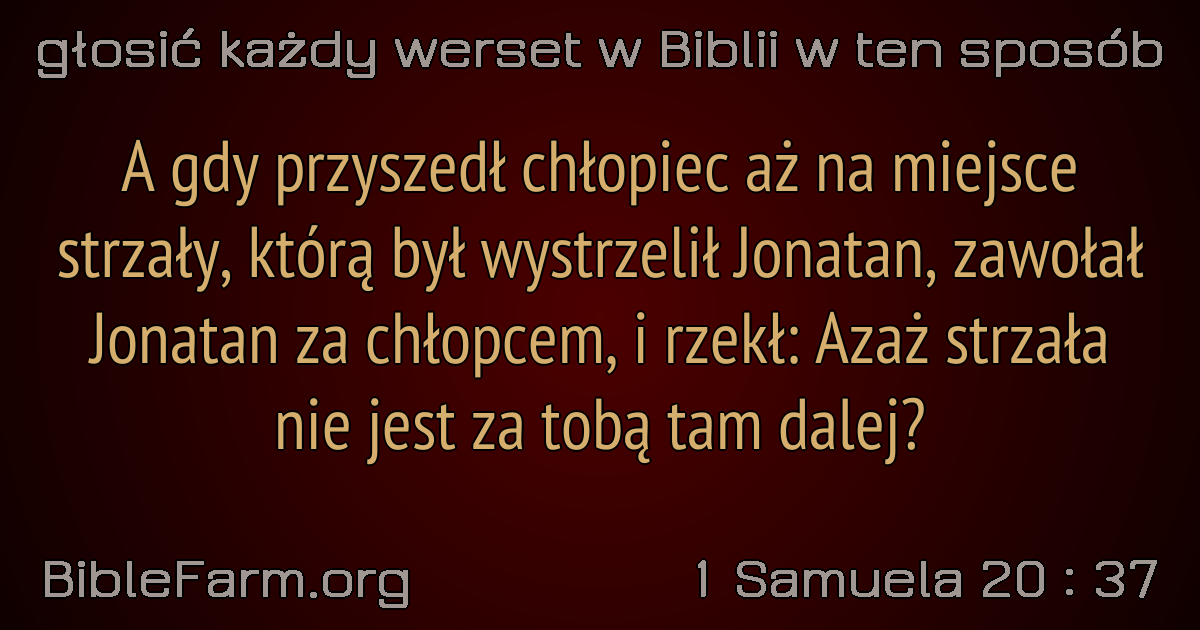 głosić każdy werset w Biblii w ten sposób
A gdy przyszedł chłopiec aż na miejsce
strzały, którą był wystrzelił Jonatan, zawołał
Jonatan za chłopcem, i rzekł: Azaż strzała
nie jest za tobą tam dalej?
BibleFarm.org
1 Samuela 20 : 37